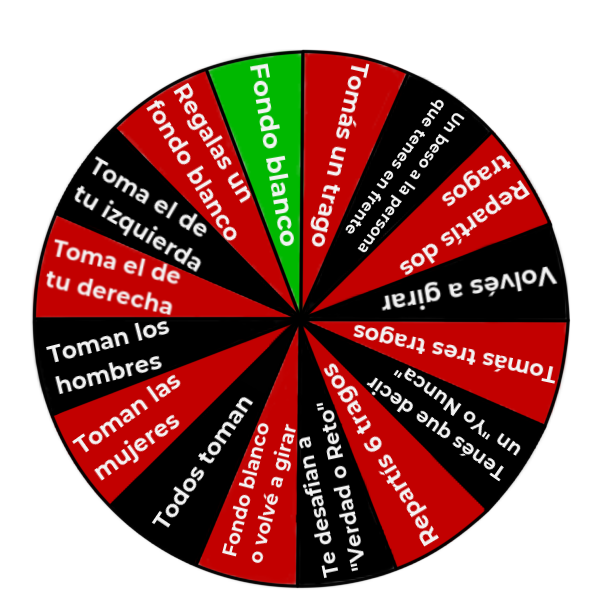 Fondo blanco
Tomás un trago
Un beso a la persona
que tenes en frente
Repartís dos
tragos
Volvés a girar
Tomás tres tragos
Tenés que decir
un "Yo Nunca"
Repartís 6 tragos
Te desafian a
"Verdad o Reto"
Fondo blanco
o volvé a girar
Todos toman
Toman las
mujeres
Toman los
hombres
Toma el de
tu derecha
Toma el de
tu izquierda
Regalas un
fondo blanco